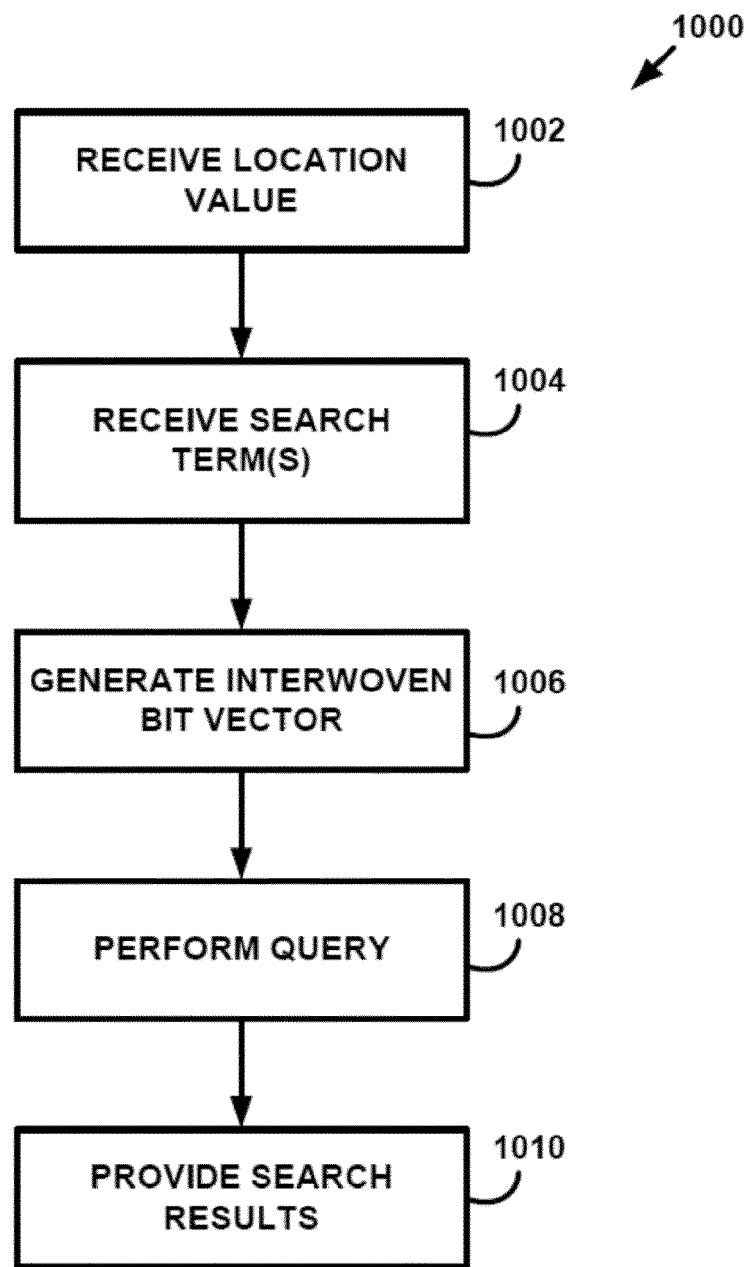 1000
RECEIVE LOCATION
VALUE
1002
RECEIVE SEARCH
TERM(S)
1004
GENERATE INTERWOVEN
BIT VECTOR
1006
PERFORM QUERY
1008
PROVIDE SEARCH
RESULTS
1010